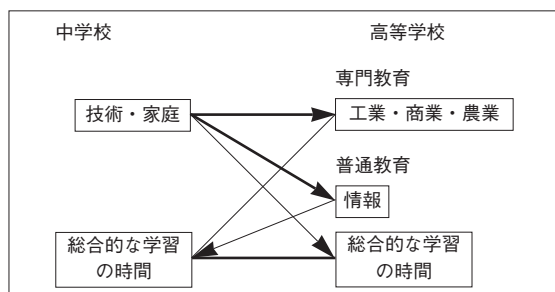 中学校
高等学校
専門教育
技術・家庭
工業・商業・農業
普通教育
情報
総合的な学習
の時間
総合的な学習
の時間